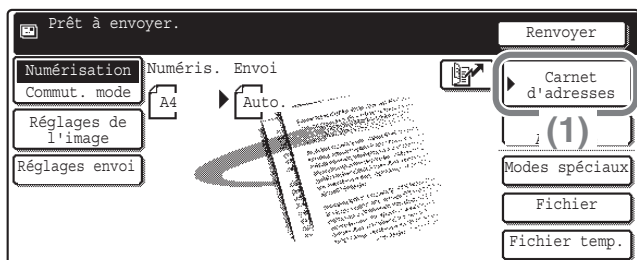 Prêt à envoyer.
Renvoyer
Numérisation
Commut. mode
Numéris. Envoi
A4
Auto.
Carnet
d'adresses
(1)
Réglages de
l'image
Réglages envoi
Modes spéciaux
Fichier
Fichier temp.